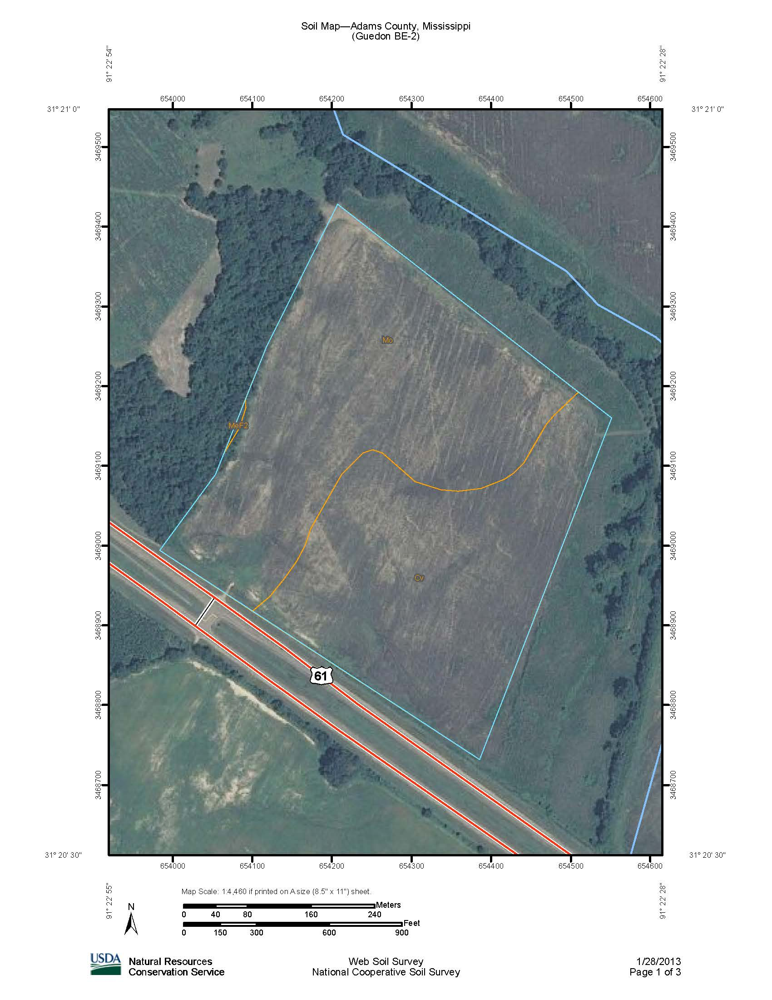 Soil Map—Adams County, Mississippi
(Guedon BE-2)
91° 22' 54"
91° 22' 28"
654000 654100 654200 654300 654400 654500 654600
31° 21' 0"
31° 21' 0"
3469500
3469500
3469400
3469400
3469300
3469300
Mo
3469200
3469200
MeF2
3469100
3469100
3469000
3469000
Cv
3468900
3468900
61
3468800
3468800
3468700
3468700
31° 20' 30"
31° 20' 30"
654000 654100 654200 654300 654400 654500 654600
91° 22' 55"
91° 22' 28"
Map Scale: 1:4,460 if printed on A size (8.5" x 11") sheet.
N
Meters
0 40 80 160 240
Feet
0 150 300 600 900
USDA
Natural Resources
Conservation Service
Web Soil Survey
National Cooperative Soil Survey
1/28/2013
Page 1 of 3